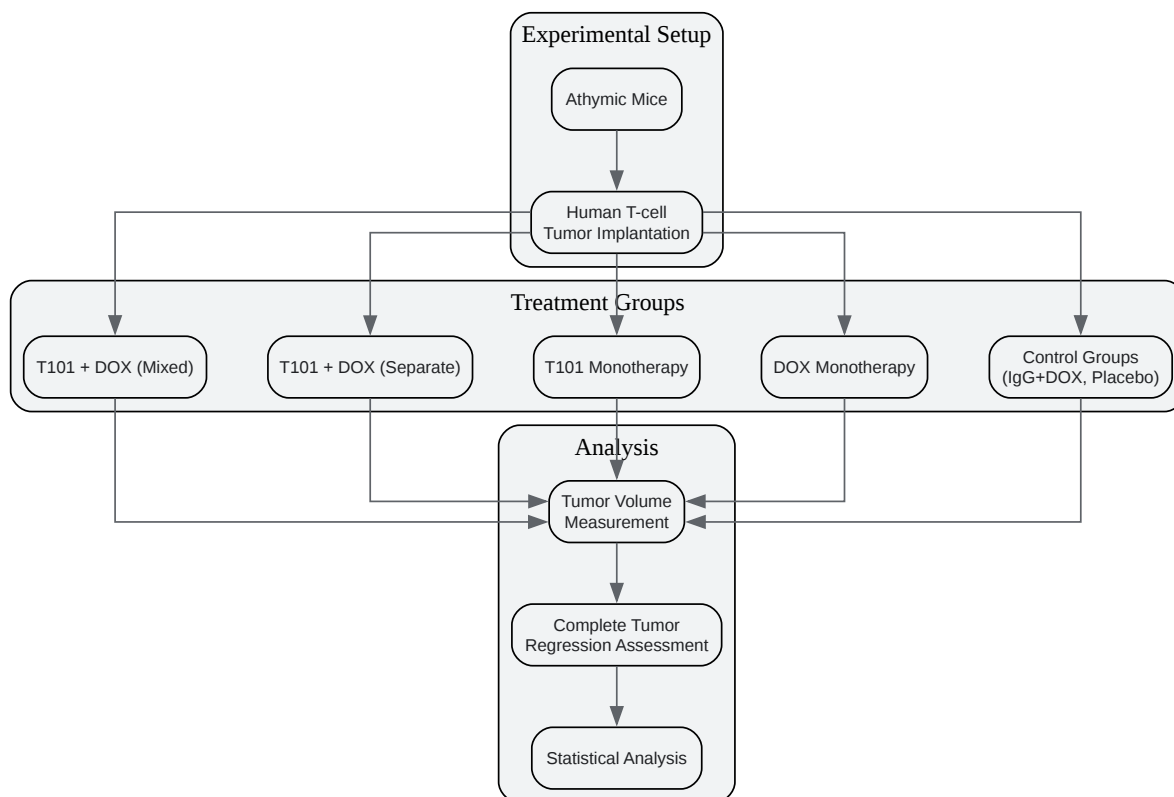 Experimental Setup
Athymic Mice
Human T-cell
Tumor Implantation
Treatment Groups
T101 + DOX (Mixed)
T101 + DOX (Separate)
T101 Monotherapy
DOX Monotherapy
Control Groups
(IgG+DOX, Placebo)
Analysis
Tumor Volume
Measurement
Complete Tumor
Regression Assessment
Statistical Analysis